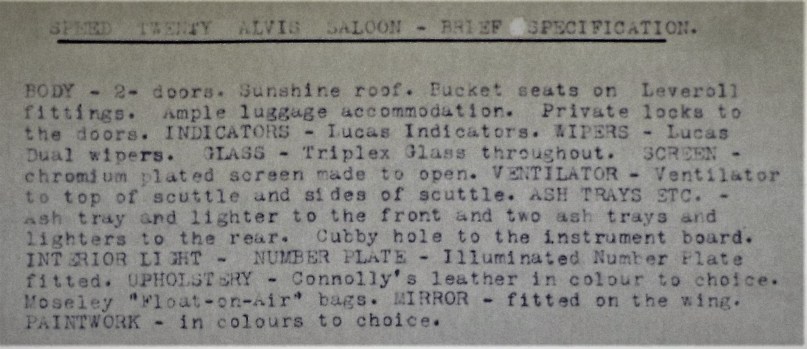 SPEED TWENTY ALVIS SALOON - BRIEF SPECIFICATION.
BODY - 2- doors. Sunshine roof. Bucket seats on Leveroll
fittings. Ample luggage accommodation. Private locks to
the doors. INDICATORS - Lucas Indicators. WIPERS - Lucas
Dual wipers. GLASS - Triplex Glass throughout. SCREEN -
chromium plated screen made to open. VENTILATOR - Ventilator
to top of scuttle and sides of scuttle. ASH TRAYS ETC. -
Ash tray and lighter to the front and two ash trays and
lighters to the rear. Cubby hole to the instrument board.
INTERIOR LIGHT - NUMBER PLATE - Illuminated Number Plate
fitted. UPHOLSTERY - Connolly's leather in colour to choice.
Moseley "Float-on-Air" bags. MIRROR - fitted on the wing.
PAINTWORK - in colours to choice.